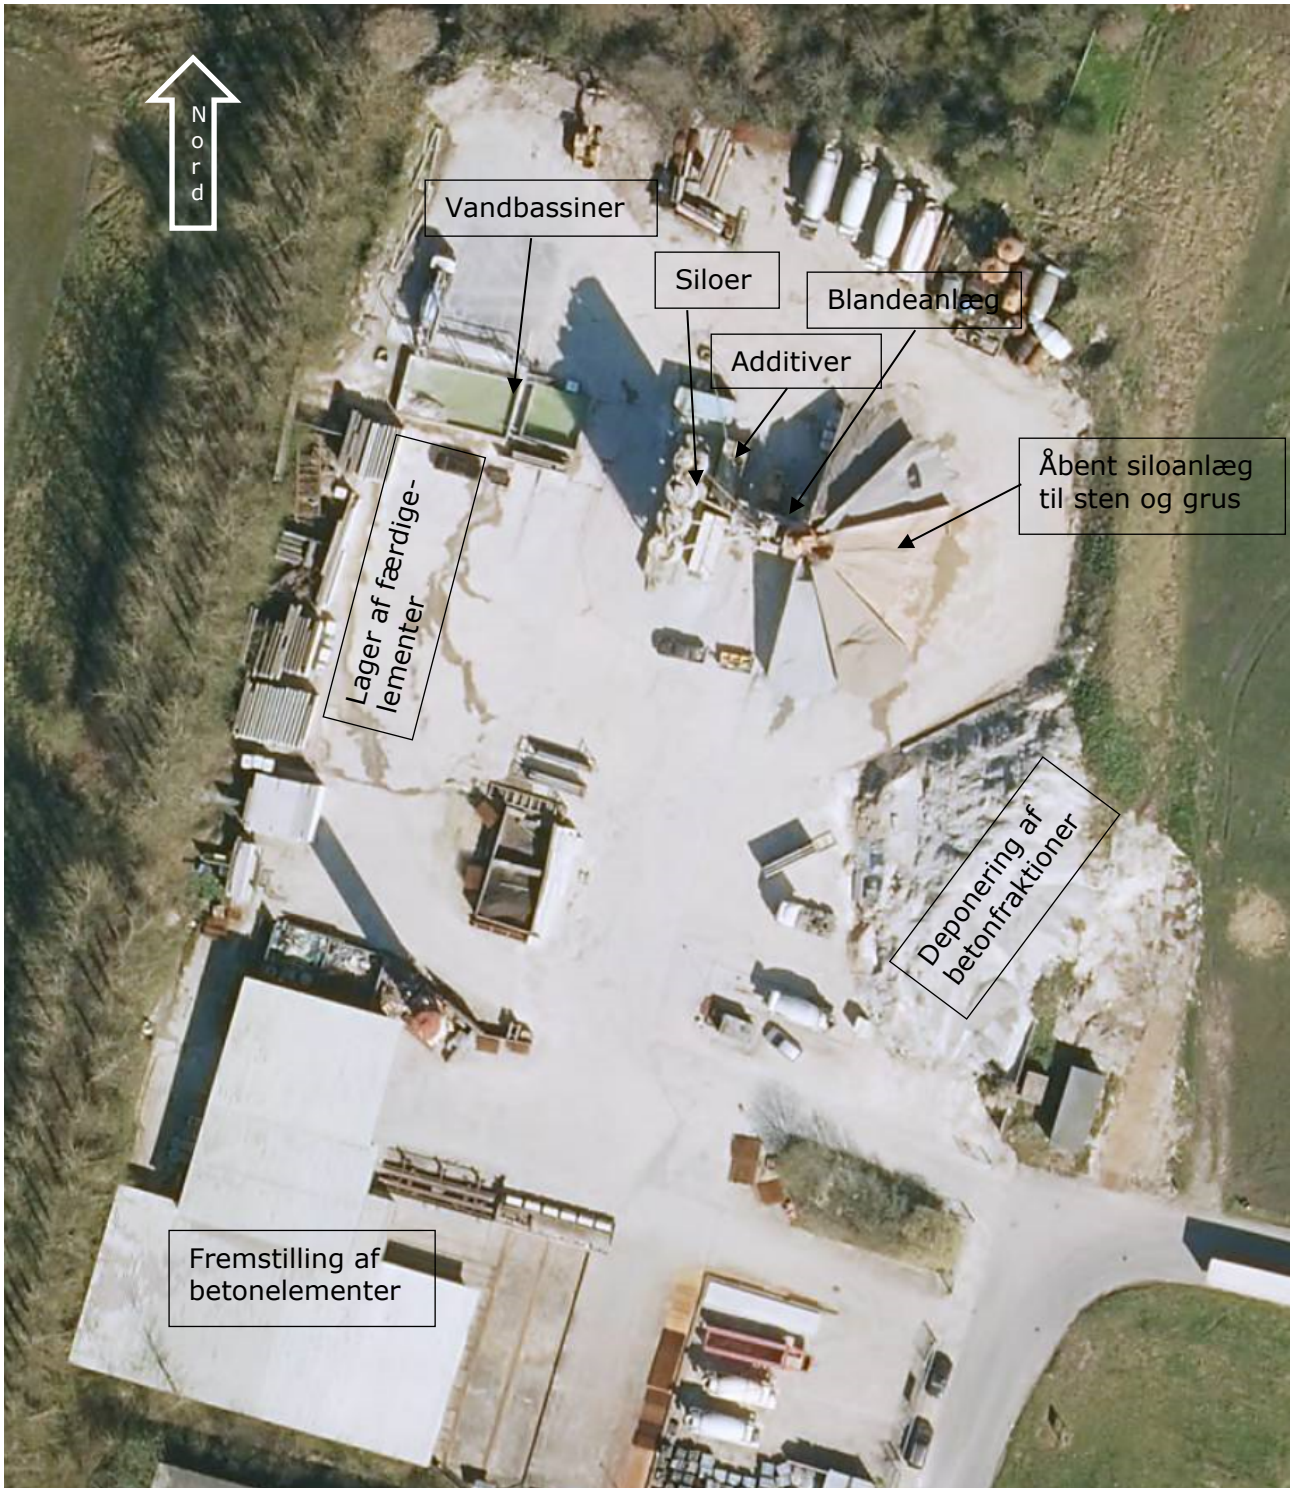 Nord
Vandbassiner
Siloer
Blandeanlæg
Additiver
Åbent siloanlæg
til sten og grus
Lager af færdige-
lementer
Deponering af
betonfraktioner
Fremstilling af
betonelementer